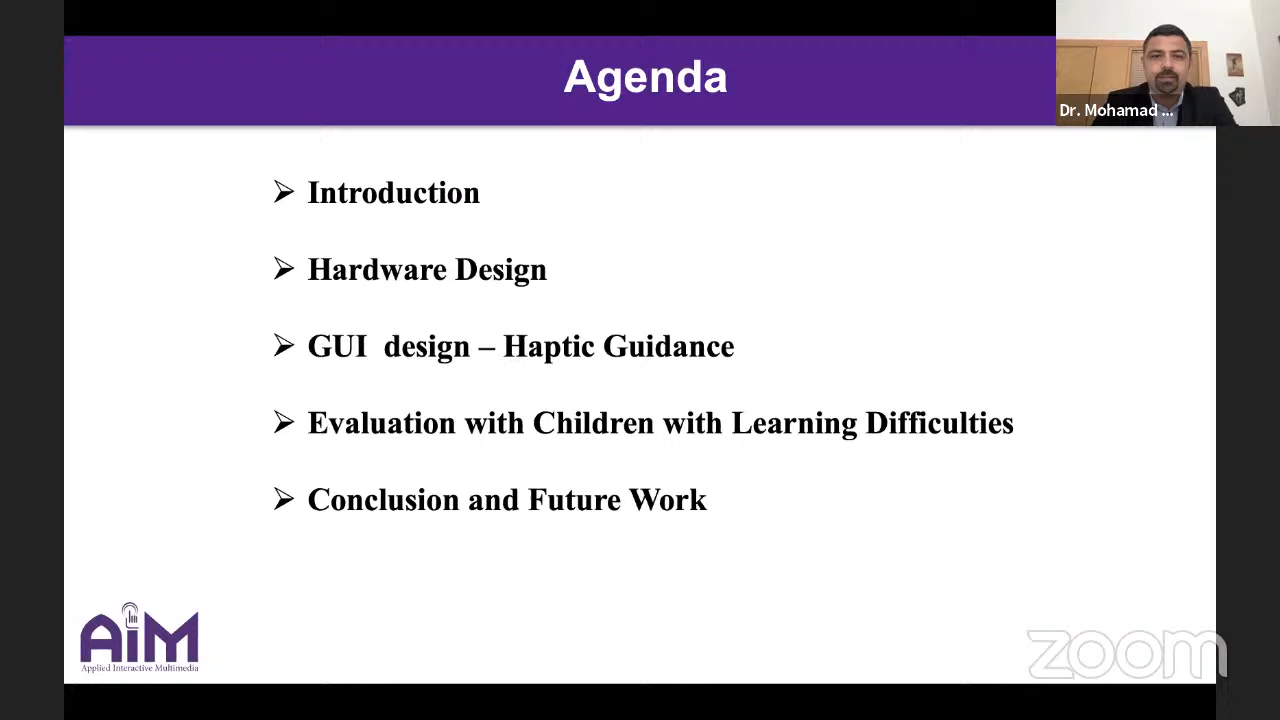 Agenda
Dr. Mohamad ...
➢ Introduction
➢ Hardware Design
➢ GUI  design – Haptic Guidance
➢ Evaluation with Children with Learning Difficulties
➢ Conclusion and Future Work
AiM
Applied Interactive Multimedia
zoom